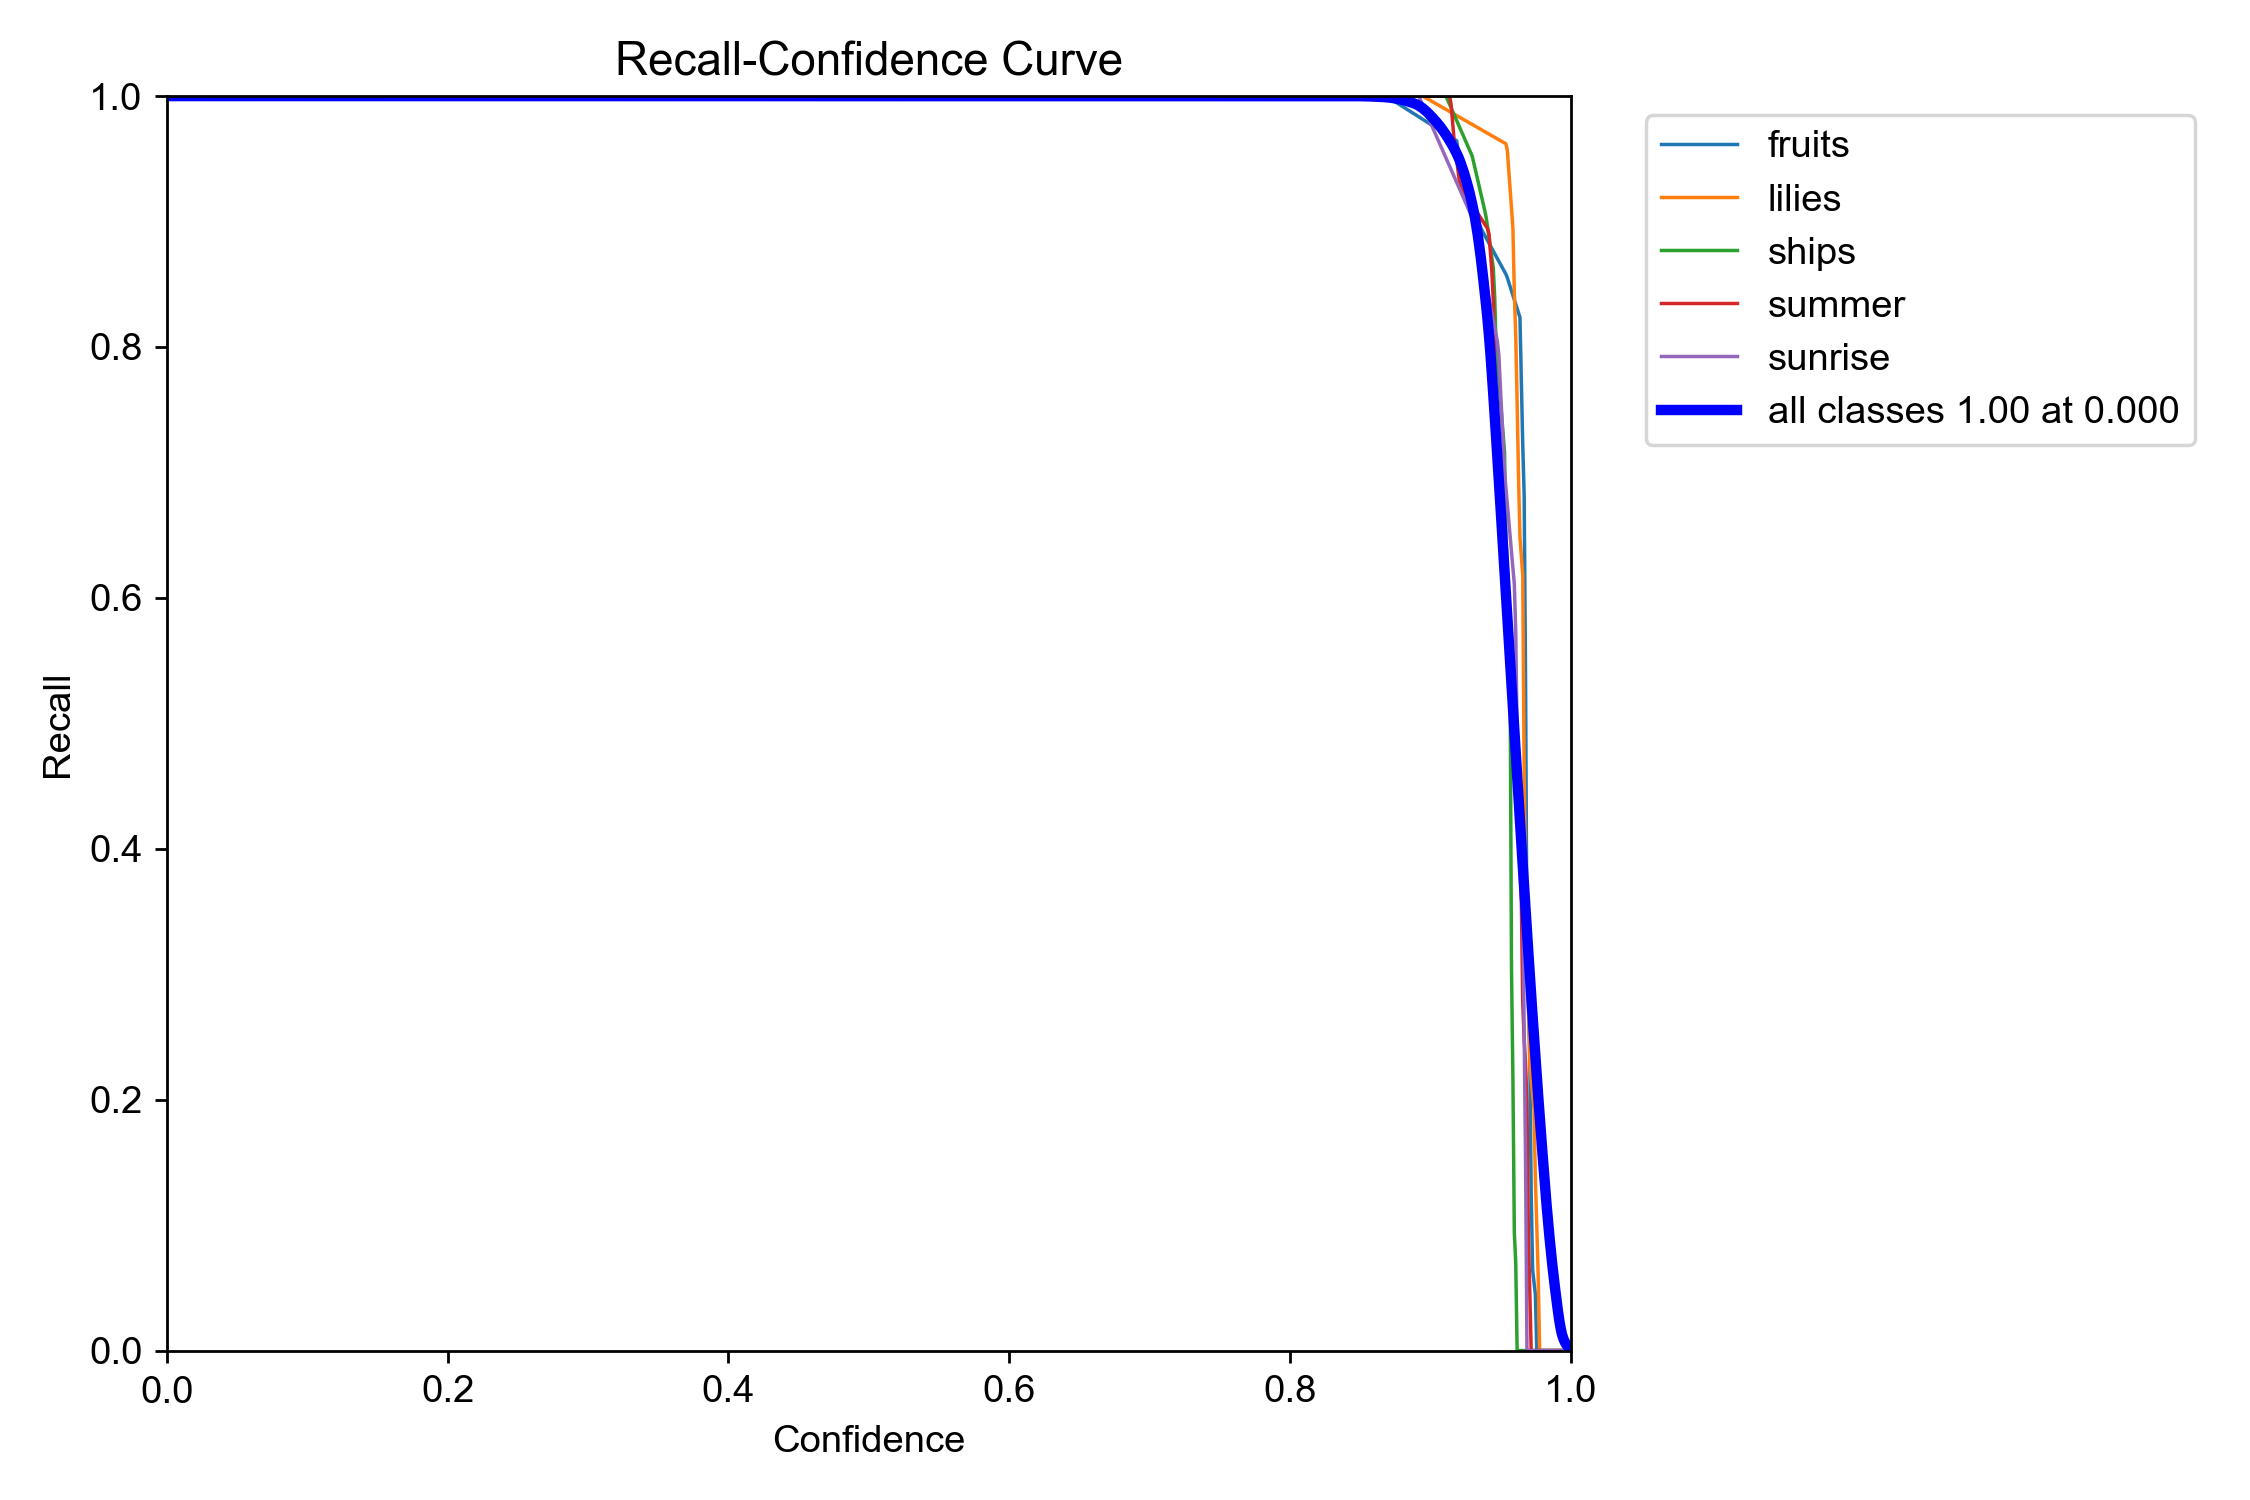 Recall-Confidence Curve
1.0
0.8
0.6
0.4
0.2
0.0
Recall
0.0 0.2 0.4 0.6 0.8 1.0
Confidence
fruits
lilies
ships
summer
sunrise
all classes 1.00 at 0.000